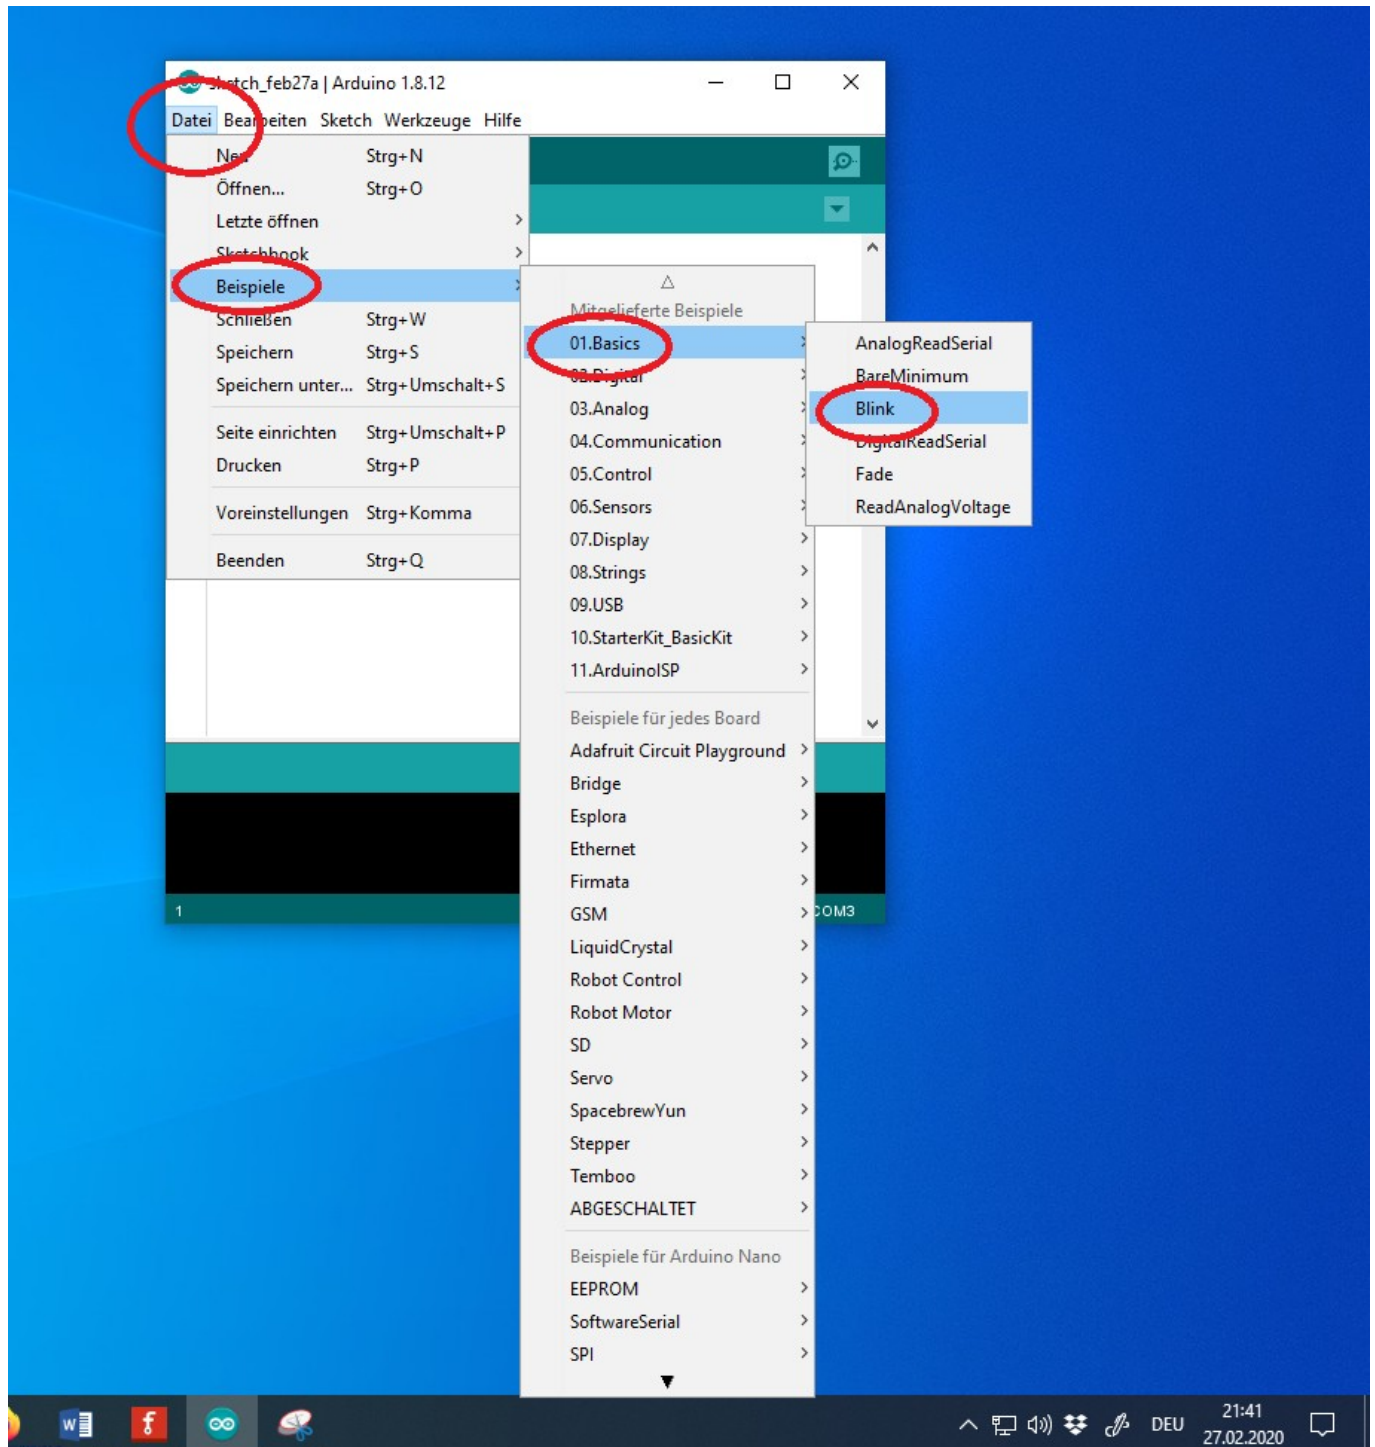 sketch_feb27a | Arduino 1.8.12
Datei Bearbeiten Sketch Werkzeuge Hilfe
Neu Strg+N
Öffnen... Strg+O
Letzte öffnen
Sketchbook
Beispiele
Schließen Strg+W
Speichern Strg+S
Speichern unter... Strg+Umschalt+S
Seite einrichten Strg+Umschalt+P
Drucken Strg+P
Voreinstellungen Strg+Komma
Beenden Strg+Q
Mitgelieferte Beispiele
01.Basics
02.Digital
03.Analog
04.Communication
05.Control
06.Sensors
07.Display
08.Strings
09.USB
10.StarterKit_BasicKit
11.ArduinoISP
Beispiele für jedes Board
Adafruit Circuit Playground
Bridge
Esplora
Ethernet
Firmata
GSM
LiquidCrystal
Robot Control
Robot Motor
SD
Servo
SpacebrewYun
Stepper
Temboo
ABGESCHALTET
Beispiele für Arduino Nano
EEPROM
SoftwareSerial
SPI
AnalogReadSerial
BareMinimum
Blink
DigitalReadSerial
Fade
ReadAnalogVoltage
1 COM3
DEU
21:41
27.02.2020